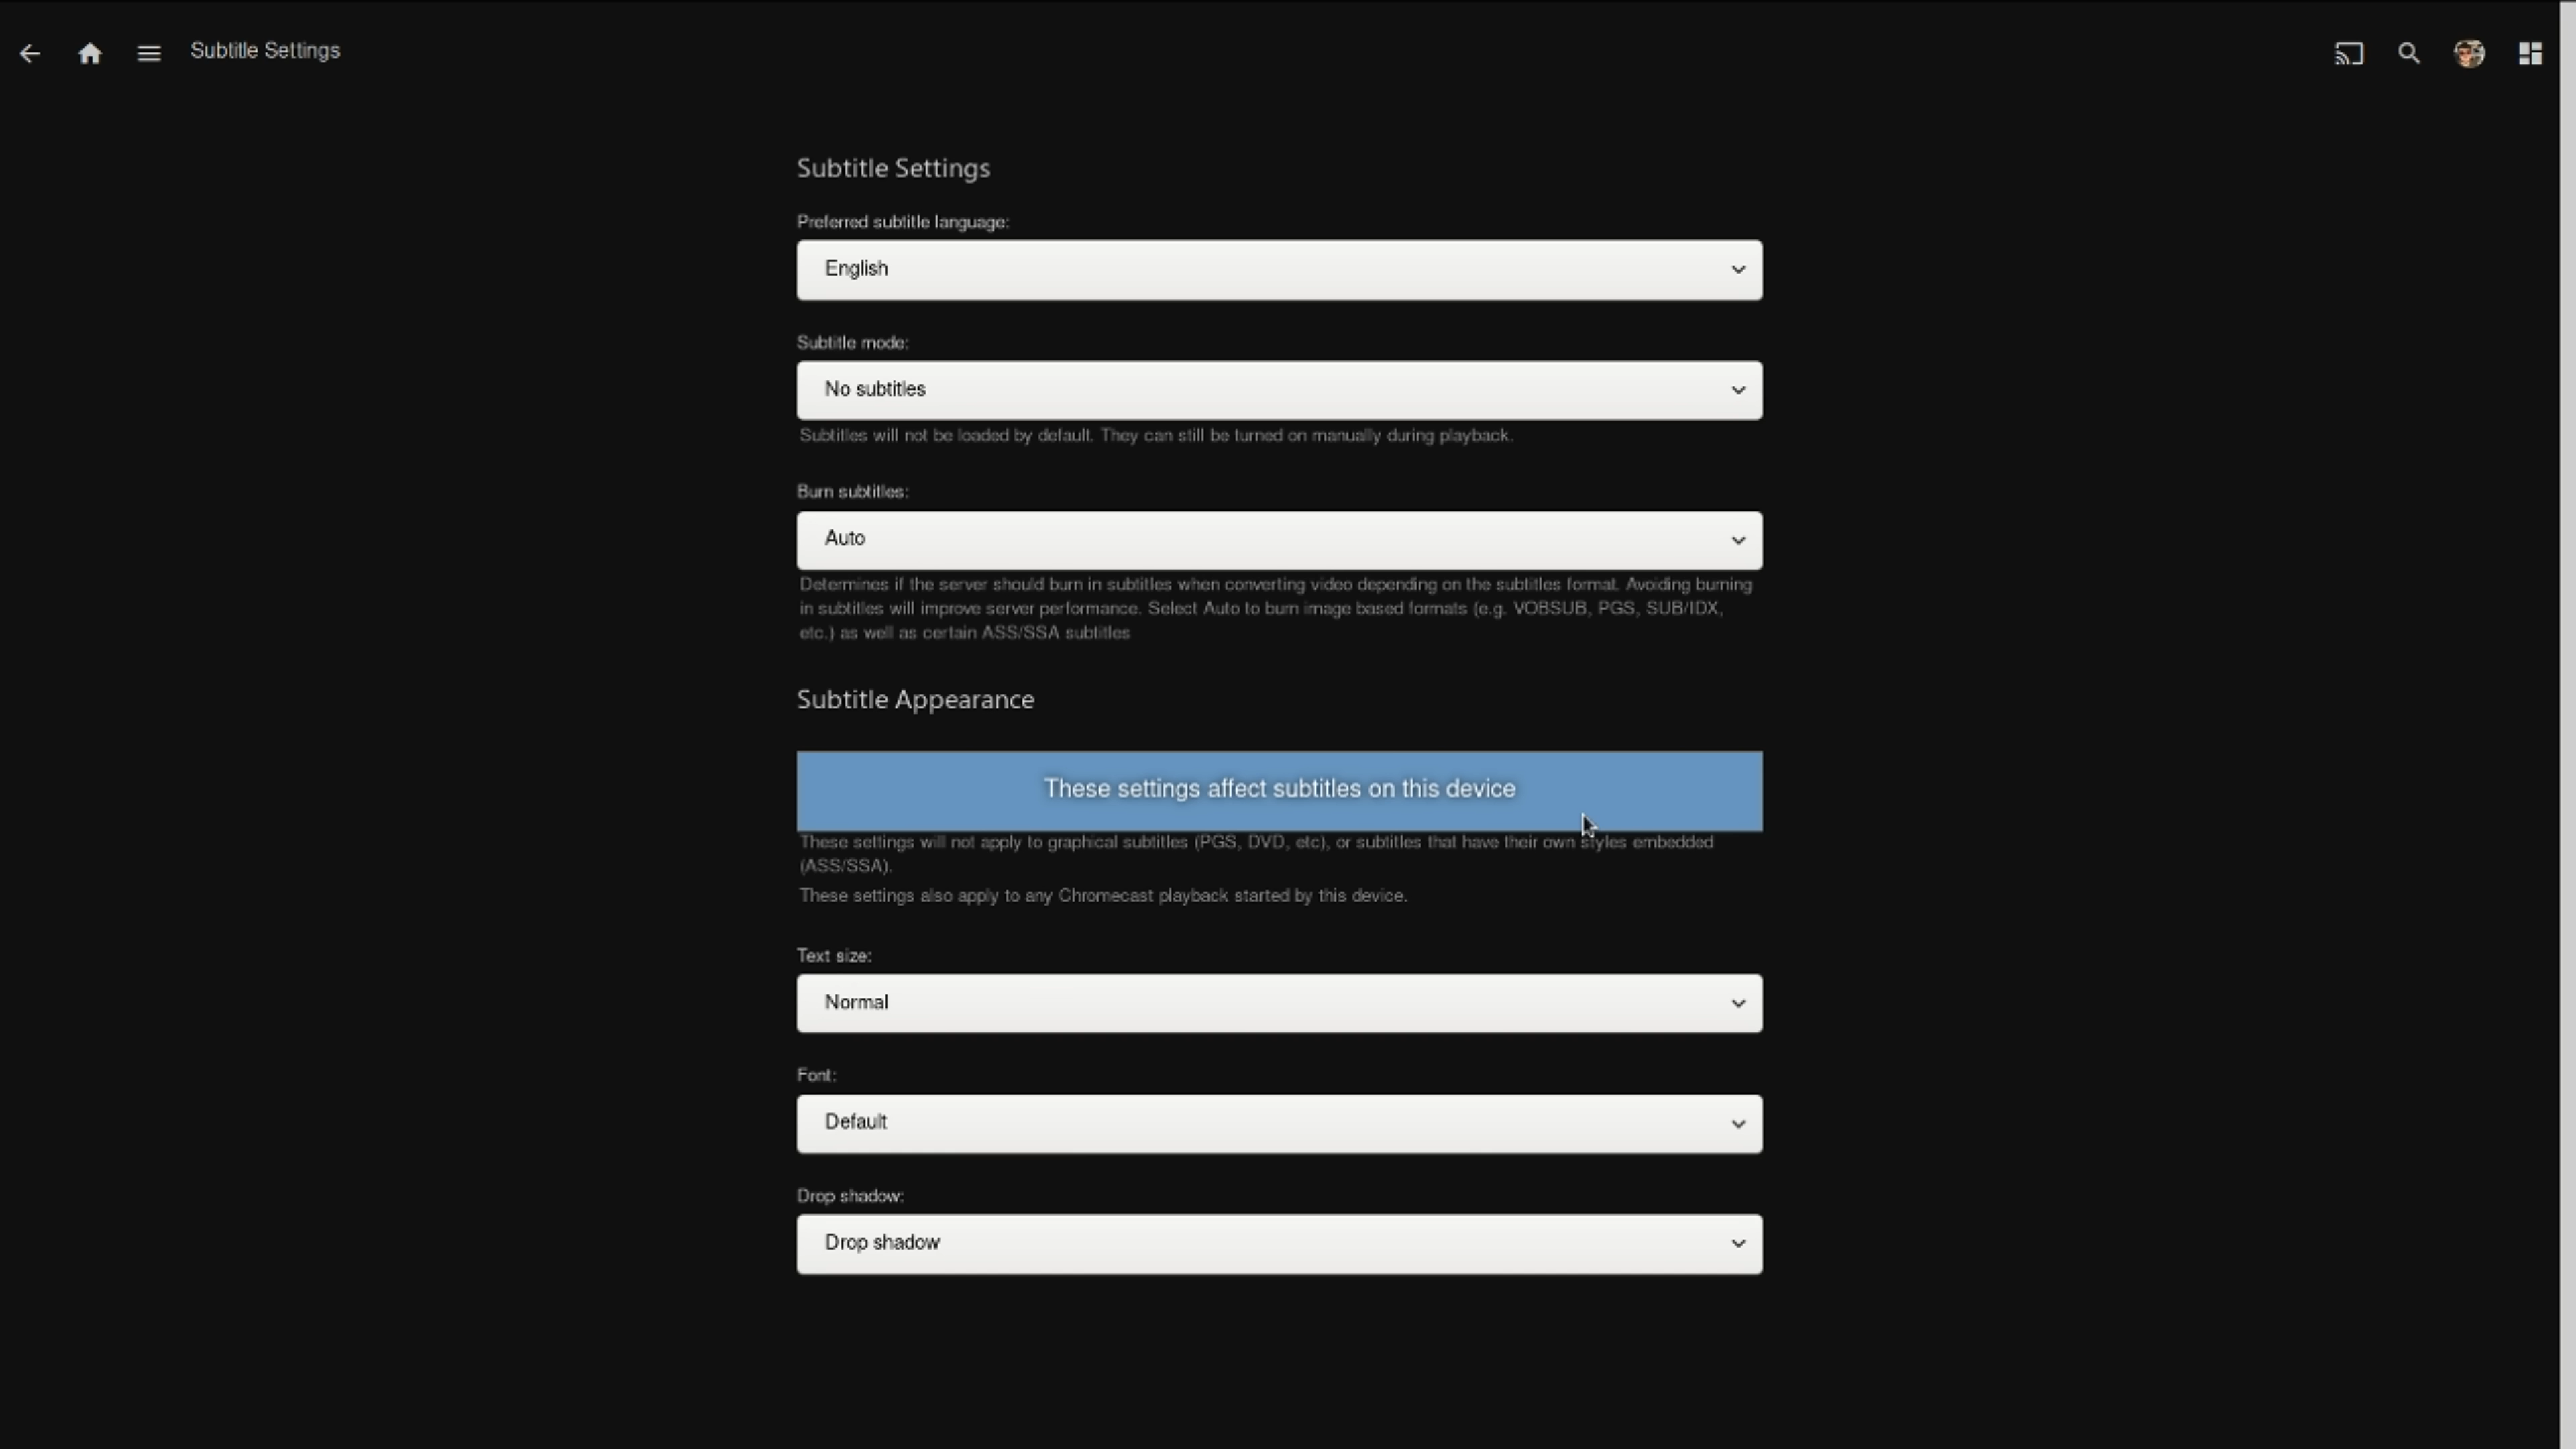 Subtitle Settings
Subtitle Settings
Preferred subtitle language:
English
Subtitle mode:
No subtitles
Subtitles will not be loaded by default. They can still be turned on manually during playback.
Burn subtitles:
Auto
Determines if the server should burn in subtitles when converting video depending on the subtitles format. Avoiding burning
in subtitles will improve server performance. Select Auto to burn image based formats (e.g. VOBSUB, PGS, SUB/IDX,
etc.) as well as certain ASS/SSA subtitles
Subtitle Appearance
These settings affect subtitles on this device
These settings will not apply to graphical subtitles (PGS, DVD, etc), or subtitles that have their own styles embedded
(ASS/SSA).
These settings also apply to any Chromecast playback started by this device.
Text size:
Normal
Font:
Default
Drop shadow:
Drop shadow